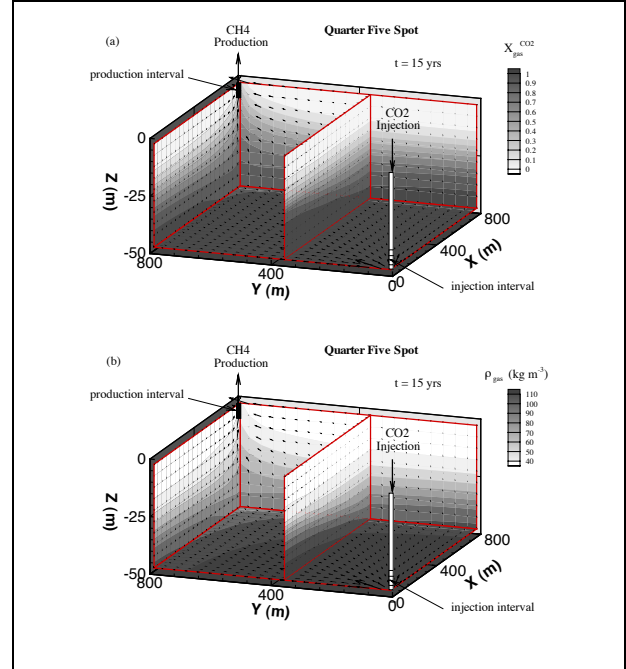 (a)
CH4
Production
Quarter Five Spot
t = 15 yrs
X gas CO2
production interval
1
0.9
0.8
0.7
0.6
0.5
0.4
0.3
0.2
0.1
0
CO2
Injection
0
-25
-50
Z (m)
800
400
0
Y (m)
0
400
800
X (m)
injection interval
(b)
CH4
Production
Quarter Five Spot
t = 15 yrs
ρ gas (kg m-3)
production interval
110
100
90
80
70
60
50
40
CO2
Injection
0
-25
-50
Z (m)
800
400
0
Y (m)
0
400
800
X (m)
injection interval